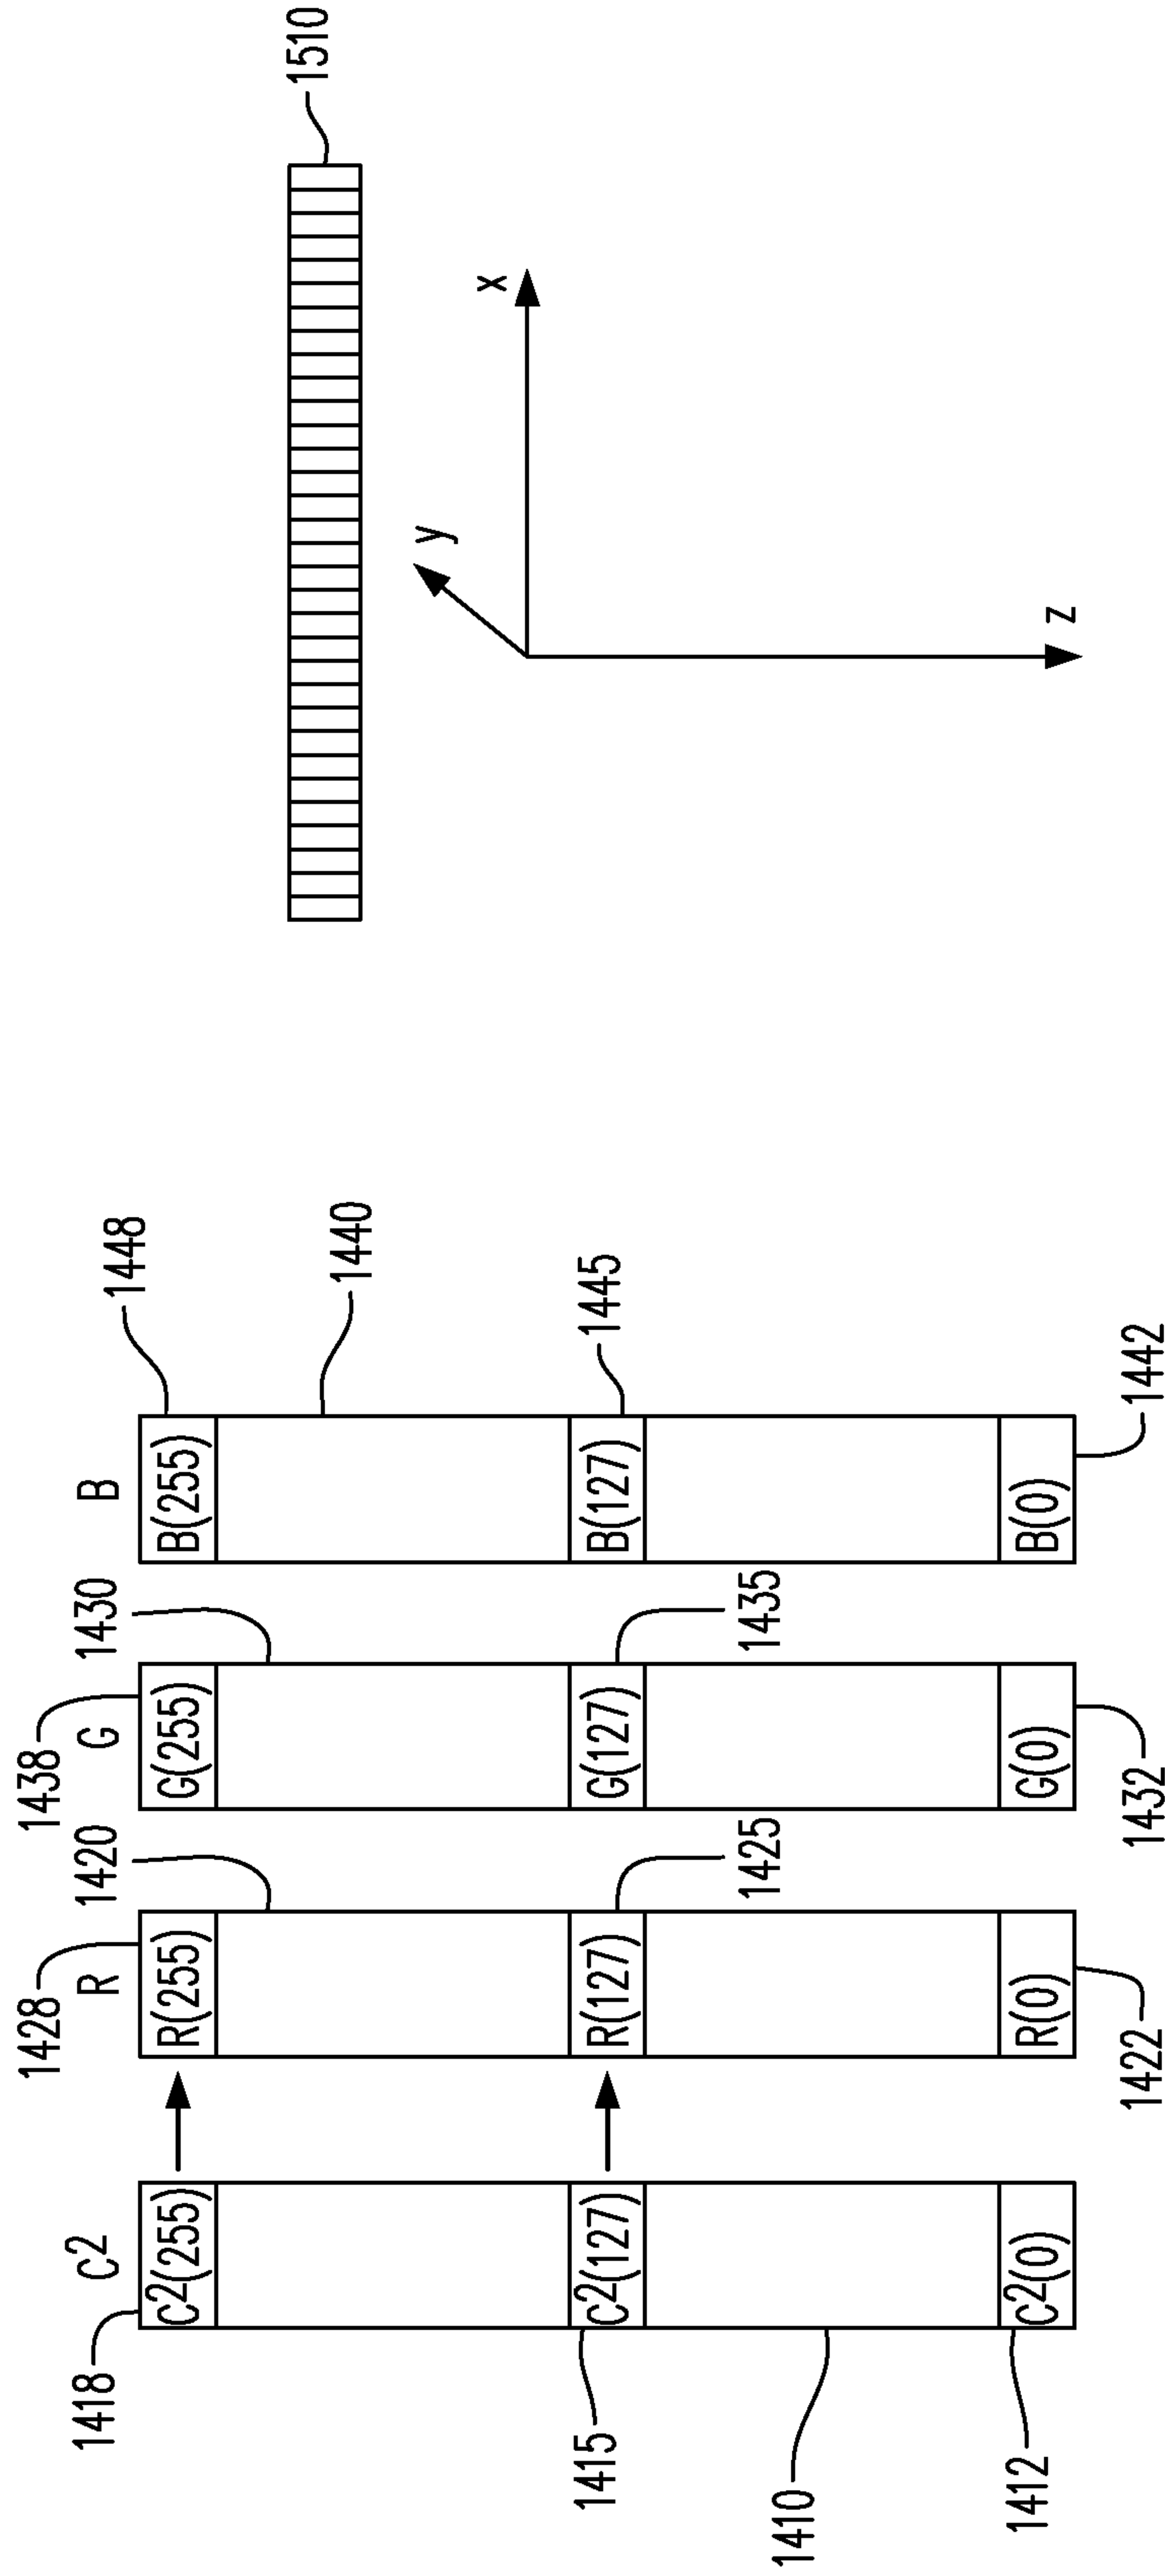 1428 1438
C2 R G B 1448
1418 1420 1430
C2(255) R(255) G(255) B(255)
1440
1415 C2(127) R(127) G(127) B(127) 1445
1425 1435
1410
1412 C2(0) R(0) G(0) B(0)
1422 1432 1442
1510
y
x
z